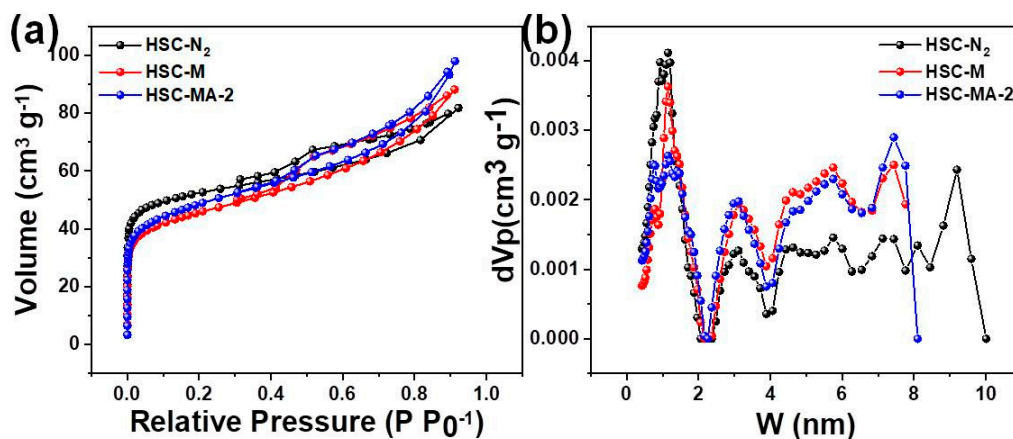 (a)
HSC-N₂
HSC-M
HSC-MA-2
Volume (cm³ g⁻¹)
100
80
60
40
20
0
0.0 0.2 0.4 0.6 0.8 1.0
Relative Pressure (P P0⁻¹)
(b)
HSC-N₂
HSC-M
HSC-MA-2
dVp(cm³ g⁻¹)
0.004
0.003
0.002
0.001
0.000
0 2 4 6 8 10
W (nm)